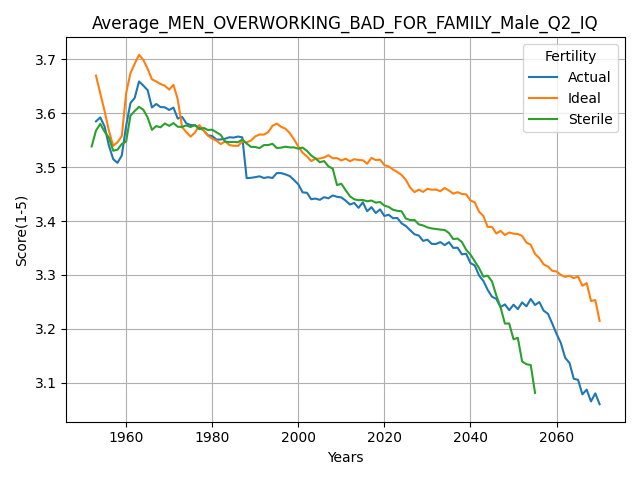 Average_MEN_OVERWORKING_BAD_FOR_FAMILY_Male_Q2_IQ
Fertility
Actual
Ideal
Sterile
Score(1-5)
3.7
3.6
3.5
3.4
3.3
3.2
3.1
1960 1980 2000 2020 2040 2060
Years